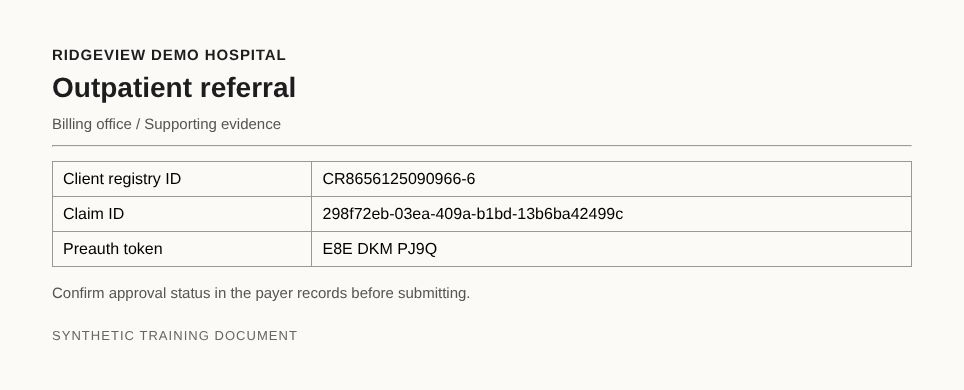 RIDGEVIEW DEMO HOSPITAL
Outpatient referral
Billing office / Supporting evidence
Client registry ID CR8656125090966-6
Claim ID 298f72eb-03ea-409a-b1bd-13b6ba42499c
Preauth token E8E DKM PJ9Q
Confirm approval status in the payer records before submitting.
SYNTHETIC TRAINING DOCUMENT